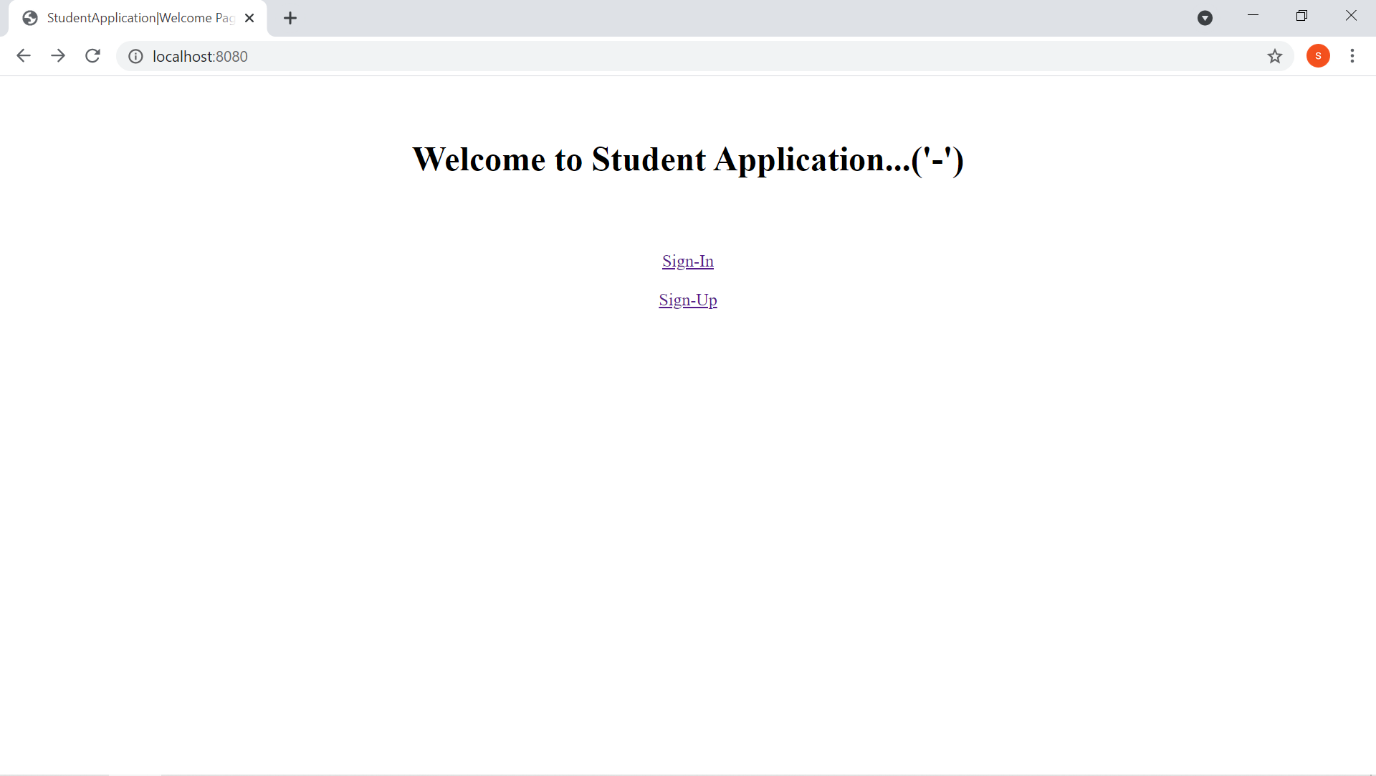 StudentApplication|Welcome Pag
localhost:8080
S
Welcome to Student Application...('-')
Sign-In
Sign-Up